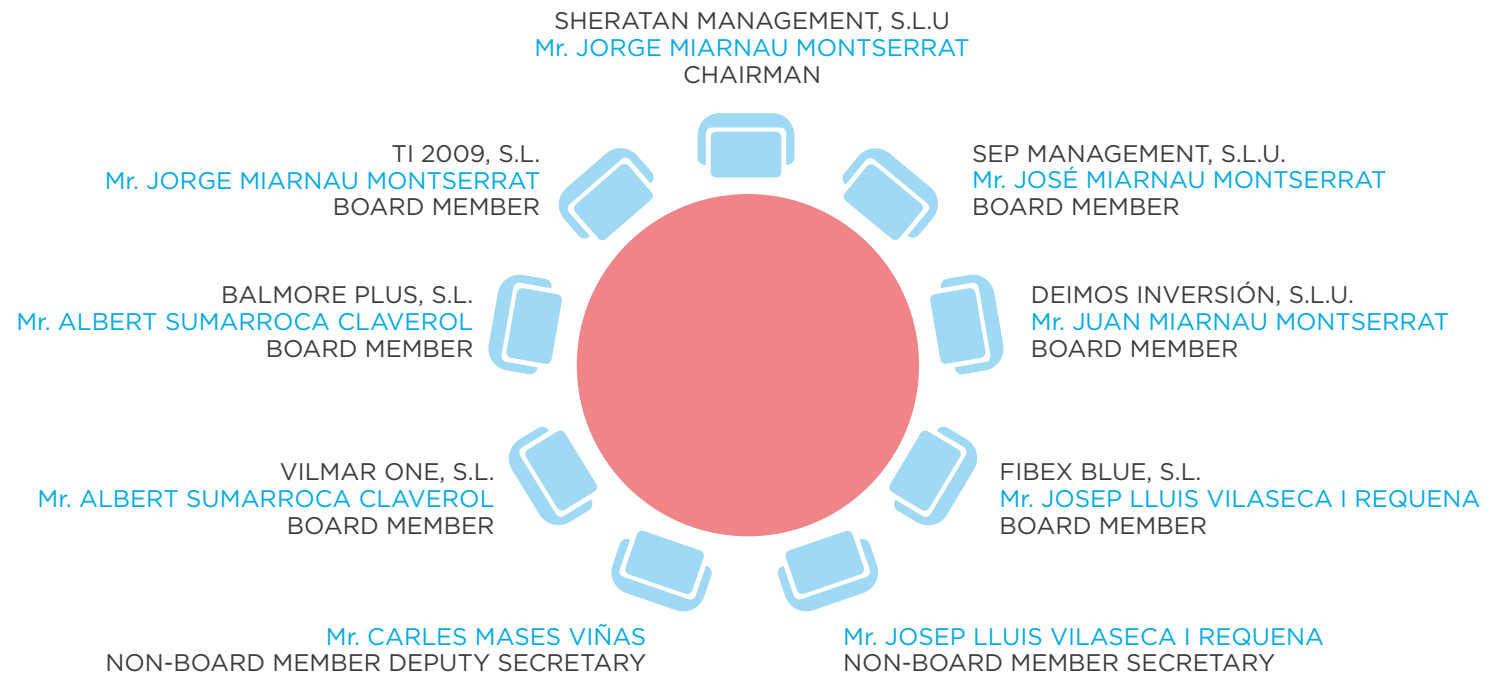 SHERATAN MANAGEMENT, S.L.U
Mr. JORGE MIARNAU MONTSERRAT
CHAIRMAN
TI 2009, S.L.
Mr. JORGE MIARNAU MONTSERRAT
BOARD MEMBER
SEP MANAGEMENT, S.L.U.
Mr. JOSÉ MIARNAU MONTSERRAT
BOARD MEMBER
BALMORE PLUS, S.L.
Mr. ALBERT SUMARROCA CLAVEROL
BOARD MEMBER
DEIMOS INVERSIÓN, S.L.U.
Mr. JUAN MIARNAU MONTSERRAT
BOARD MEMBER
VILMAR ONE, S.L.
Mr. ALBERT SUMARROCA CLAVEROL
BOARD MEMBER
FIBEX BLUE, S.L.
Mr. JOSEP LLUIS VILASECA I REQUENA
BOARD MEMBER
Mr. CARLES MASES VIÑAS
NON-BOARD MEMBER DEPUTY SECRETARY
Mr. JOSEP LLUIS VILASECA I REQUENA
NON-BOARD MEMBER SECRETARY